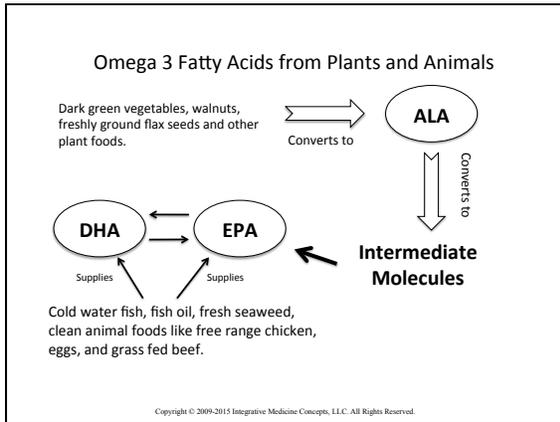 Omega 3 Fatty Acids from Plants and Animals
Dark green vegetables, walnuts,
freshly ground flax seeds and other
plant foods.
Converts to
ALA
Converts to
DHA
EPA
Intermediate
Molecules
Supplies
Supplies
Cold water fish, fish oil, fresh seaweed,
clean animal foods like free range chicken,
eggs, and grass fed beef.
Copyright © 2009-2015 Integrative Medicine Concepts, LLC. All Rights Reserved.